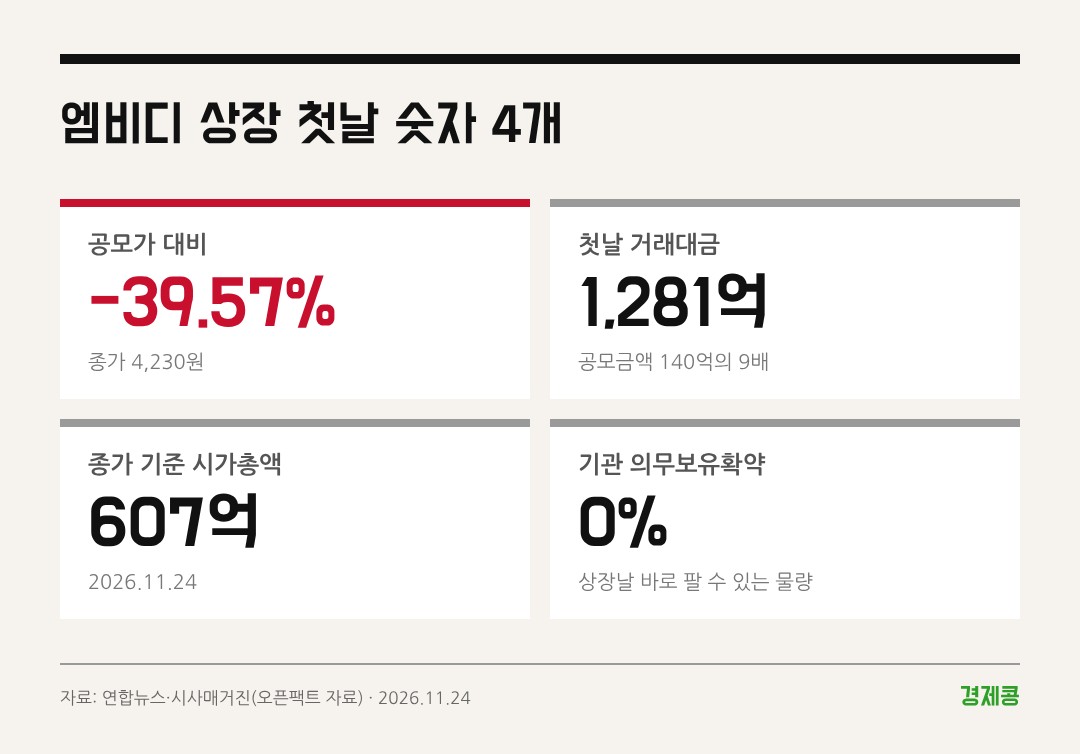 엠비디 상장 첫날 숫자 4개
공모가 대비
-39.57%
종가 4,230원
첫날 거래대금
1,281억
공모금액 140억의 9배
종가 기준 시가총액
607억
2026.11.24
기관 의무보유확약
0%
상장날 바로 팔 수 있는 물량
자료: 연합뉴스·시사매거진(오픈팩트 자료) · 2026.11.24
경제콩